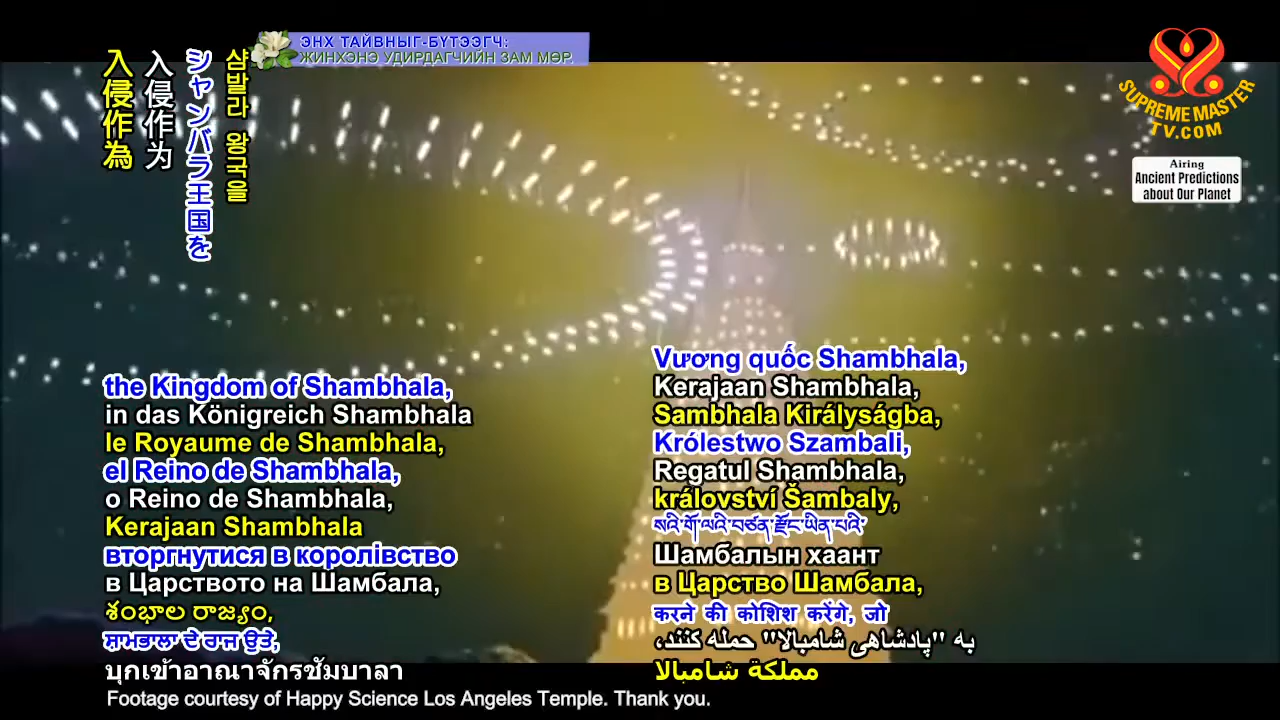 ЭНХ ТАЙВНЫГ-БҮТЭЭГЧ:
ЖИНХЭНЭ УДИРДАГЧИЙН ЗАМ МӨР.
SUPREME MASTER
TV.COM
Airing
Ancient Predictions
about Our Planet
샴발라 왕국을
シャンバラ王国を
入侵作为
入侵作為
the Kingdom of Shambhala,
in das Königreich Shambhala
le Royaume de Shambhala,
el Reino de Shambhala,
o Reino de Shambhala,
Kerajaan Shambhala
вторгнутися в королівство
в Царството на Шамбала,
శంభాల రాజ్యం,
ਸ਼ਾਮਭਾਲਾ ਦੇ ਰਾਜ ਉਤੇ,
บุกเข้าอาณาจักรชัมบาลา
Vương quốc Shambhala,
Kerajaan Shambhala,
Sambhala Királyságba,
Królestwo Szambali,
Regatul Shambhala,
království Šambaly,
སའི་གོ་ལའི་བཙན་རྫོང་ཡིན་པའི་
Шамбалын хаант
в Царство Шамбала,
करने की कोशिश करेंगे, जो
به "پادشاهی شامبالا" حمله کنند،
مملكة شامبالا
Footage courtesy of Happy Science Los Angeles Temple. Thank you.